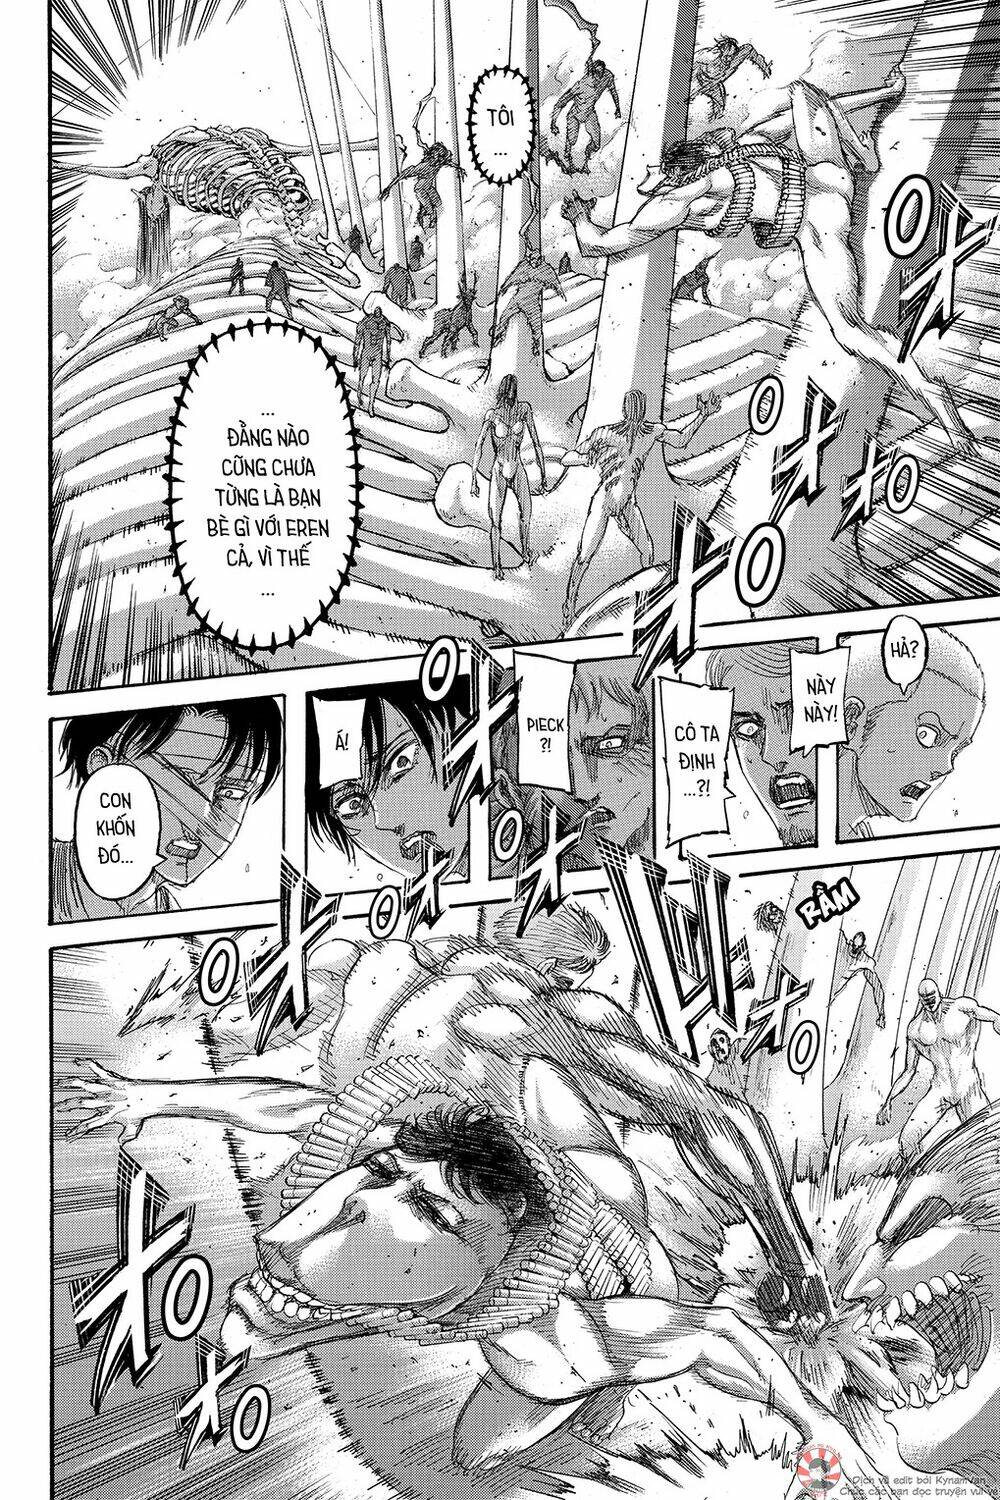 TÔI
...
...
ĐẰNG NÀO
CŨNG CHƯA
TỪNG LÀ BẠN
BÈ GÌ VỚI EREN
CẢ, VÌ THẾ
...
HẢ?
NÀY
NÀY!
CÔ TA
ĐỊNH
...?!
PIECK
?!
Á!
CON
KHỐN
ĐÓ...
RẦM
Dịch và edit bởi KynamVan
Chúc các bạn đọc truyện vui vẻ